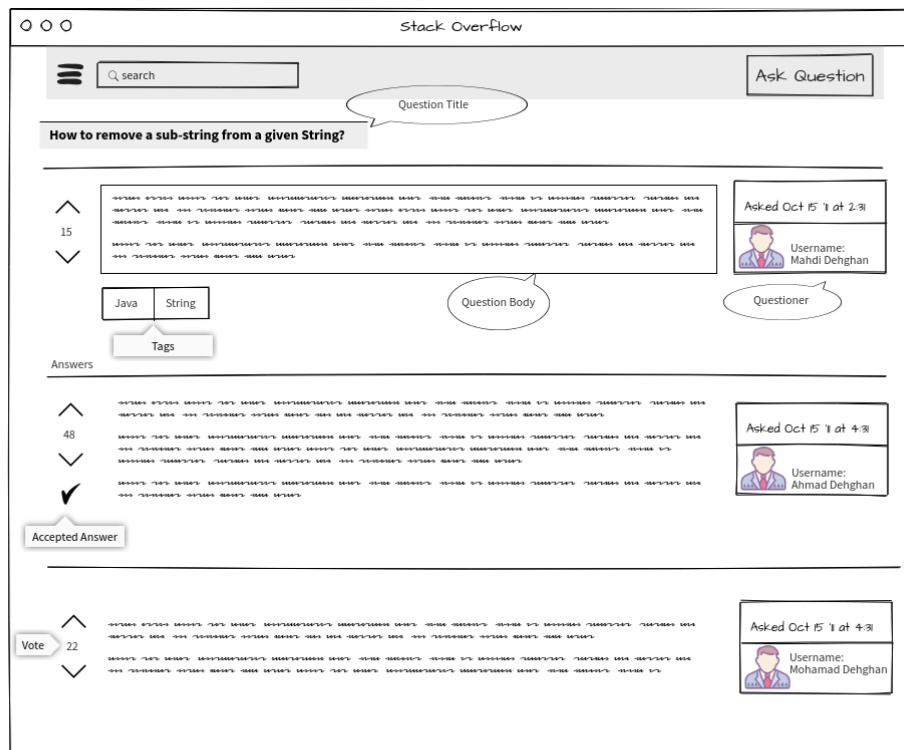 Stack Overflow
search
Ask Question
Question Title
How to remove a sub-string from a given String?
15
Asked Oct 15 '11 at 2:31
Username:
Mahdi Dehghan
Java
String
Question Body
Questioner
Tags
Answers
48
Asked Oct 15 '11 at 4:31
Username:
Ahmad Dehghan
Accepted Answer
Vote
22
Asked Oct 15 '11 at 4:31
Username:
Mohamad Dehghan